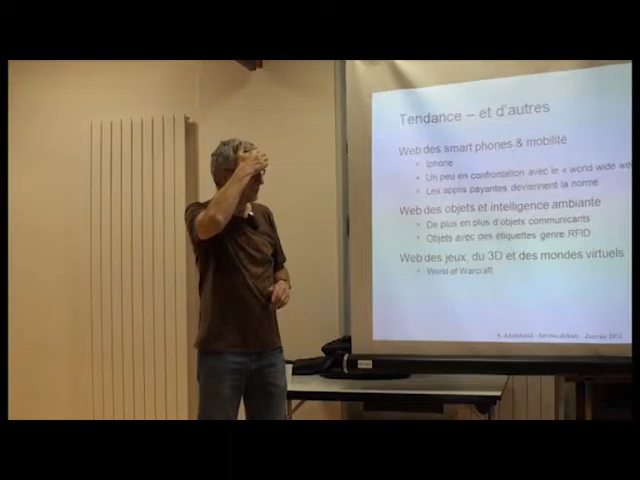 Tendance – et d'autres
Web des smart phones & mobilité
• Iphone
• Un peu en confrontation avec le « world wide we
• Les applis payantes deviennent la norme
Web des objets et intelligence ambiante
• De plus en plus d'objets communicants
• Objets avec des étiquettes genre RFID
Web des jeux, du 3D et des mondes virtuels
• World of Warcraft